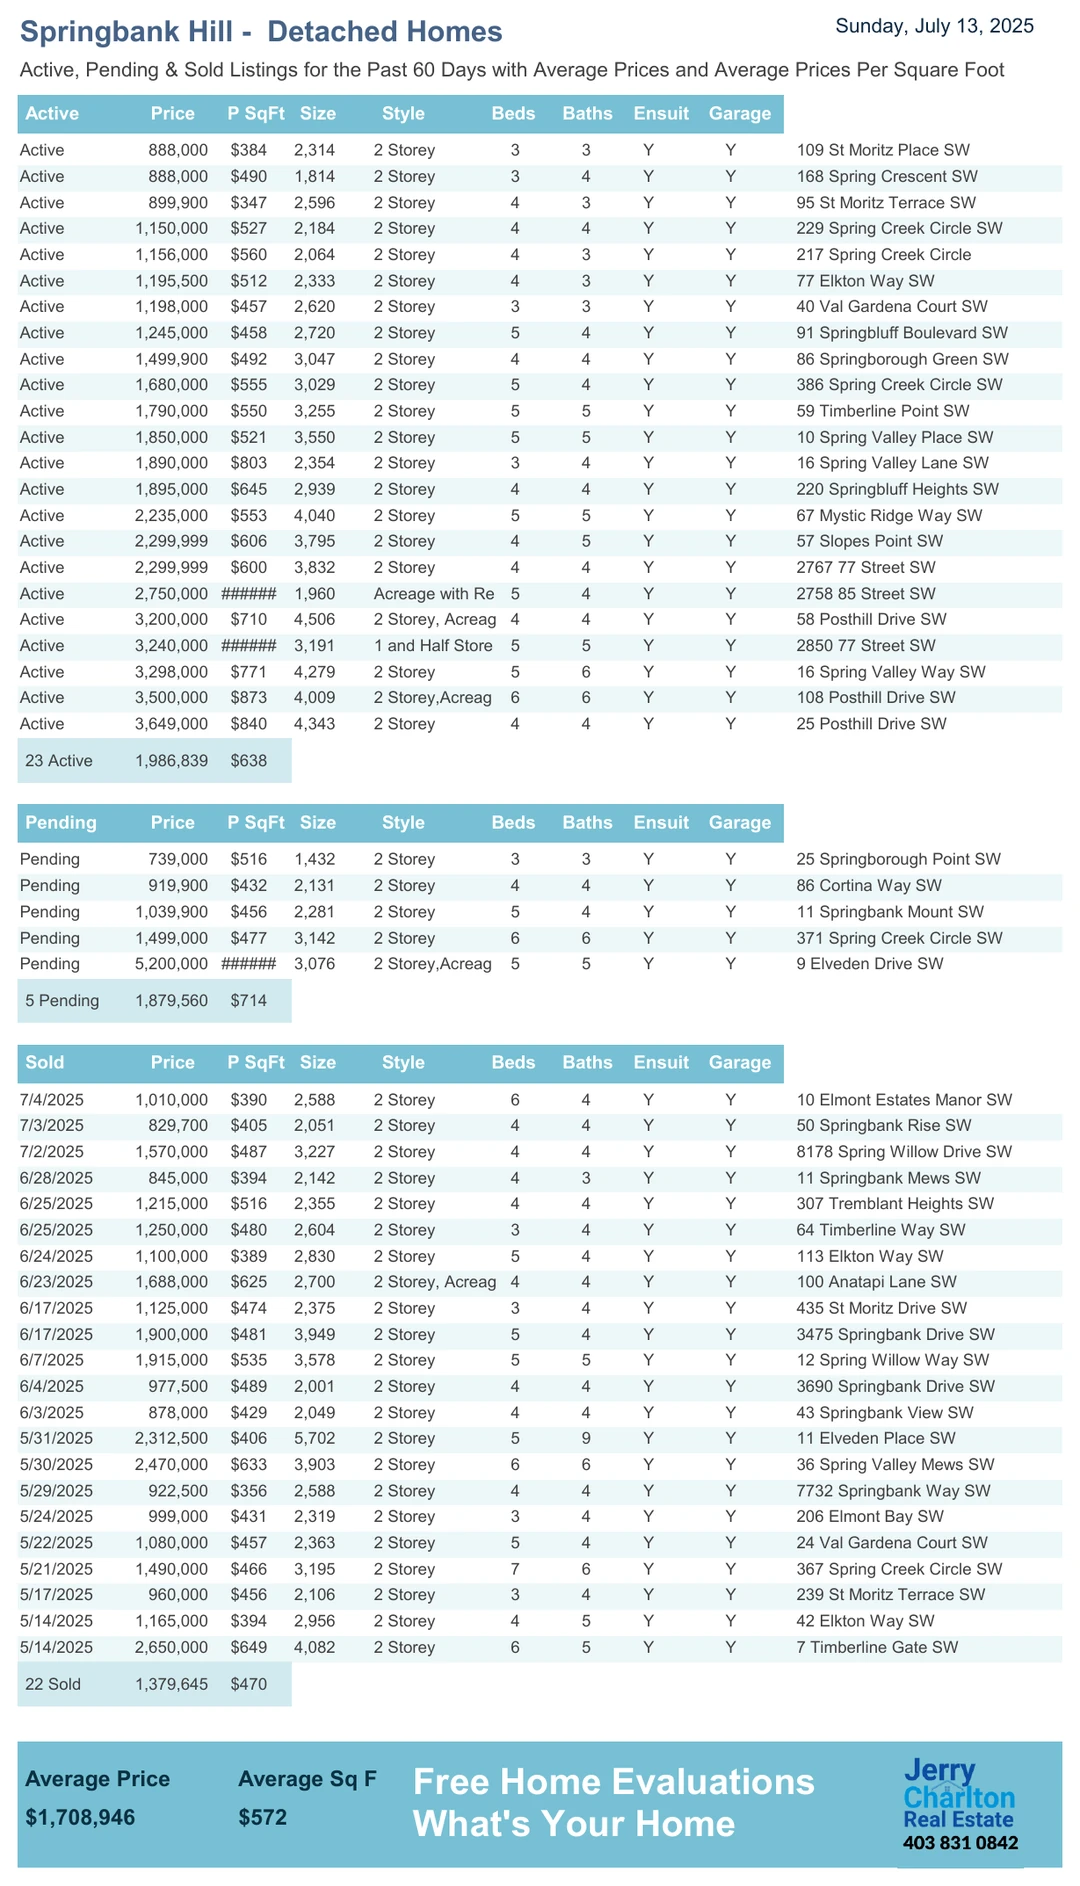 Springbank Hill -  Detached Homes
Sunday, July 13, 2025
Active, Pending & Sold Listings for the Past 60 Days with Average Prices and Average Prices Per Square Foot
Active Price P SqFt Size Style Beds Baths Ensuit Garage
Active 888,000 $384 2,314 2 Storey 3 3 Y Y 109 St Moritz Place SW
Active 888,000 $490 1,814 2 Storey 3 4 Y Y 168 Spring Crescent SW
Active 899,900 $347 2,596 2 Storey 4 3 Y Y 95 St Moritz Terrace SW
Active 1,150,000 $527 2,184 2 Storey 4 4 Y Y 229 Spring Creek Circle SW
Active 1,156,000 $560 2,064 2 Storey 4 3 Y Y 217 Spring Creek Circle
Active 1,195,500 $512 2,333 2 Storey 4 3 Y Y 77 Elkton Way SW
Active 1,198,000 $457 2,620 2 Storey 3 3 Y Y 40 Val Gardena Court SW
Active 1,245,000 $458 2,720 2 Storey 5 4 Y Y 91 Springbluff Boulevard SW
Active 1,499,900 $492 3,047 2 Storey 4 4 Y Y 86 Springborough Green SW
Active 1,680,000 $555 3,029 2 Storey 5 4 Y Y 386 Spring Creek Circle SW
Active 1,790,000 $550 3,255 2 Storey 5 5 Y Y 59 Timberline Point SW
Active 1,850,000 $521 3,550 2 Storey 5 5 Y Y 10 Spring Valley Place SW
Active 1,890,000 $803 2,354 2 Storey 3 4 Y Y 16 Spring Valley Lane SW
Active 1,895,000 $645 2,939 2 Storey 4 4 Y Y 220 Springbluff Heights SW
Active 2,235,000 $553 4,040 2 Storey 5 5 Y Y 67 Mystic Ridge Way SW
Active 2,299,999 $606 3,795 2 Storey 4 5 Y Y 57 Slopes Point SW
Active 2,299,999 $600 3,832 2 Storey 4 4 Y Y 2767 77 Street SW
Active 2,750,000 ###### 1,960 Acreage with Re 5 4 Y Y 2758 85 Street SW
Active 3,200,000 $710 4,506 2 Storey, Acreag 4 4 Y Y 58 Posthill Drive SW
Active 3,240,000 ###### 3,191 1 and Half Store 5 5 Y Y 2850 77 Street SW
Active 3,298,000 $771 4,279 2 Storey 5 6 Y Y 16 Spring Valley Way SW
Active 3,500,000 $873 4,009 2 Storey,Acreag 6 6 Y Y 108 Posthill Drive SW
Active 3,649,000 $840 4,343 2 Storey 4 4 Y Y 25 Posthill Drive SW
23 Active 1,986,839 $638
Pending Price P SqFt Size Style Beds Baths Ensuit Garage
Pending 739,000 $516 1,432 2 Storey 3 3 Y Y 25 Springborough Point SW
Pending 919,900 $432 2,131 2 Storey 4 4 Y Y 86 Cortina Way SW
Pending 1,039,900 $456 2,281 2 Storey 5 4 Y Y 11 Springbank Mount SW
Pending 1,499,000 $477 3,142 2 Storey 6 6 Y Y 371 Spring Creek Circle SW
Pending 5,200,000 ###### 3,076 2 Storey,Acreag 5 5 Y Y 9 Elveden Drive SW
5 Pending 1,879,560 $714
Sold Price P SqFt Size Style Beds Baths Ensuit Garage
7/4/2025 1,010,000 $390 2,588 2 Storey 6 4 Y Y 10 Elmont Estates Manor SW
7/3/2025 829,700 $405 2,051 2 Storey 4 4 Y Y 50 Springbank Rise SW
7/2/2025 1,570,000 $487 3,227 2 Storey 4 4 Y Y 8178 Spring Willow Drive SW
6/28/2025 845,000 $394 2,142 2 Storey 4 3 Y Y 11 Springbank Mews SW
6/25/2025 1,215,000 $516 2,355 2 Storey 4 4 Y Y 307 Tremblant Heights SW
6/25/2025 1,250,000 $480 2,604 2 Storey 3 4 Y Y 64 Timberline Way SW
6/24/2025 1,100,000 $389 2,830 2 Storey 5 4 Y Y 113 Elkton Way SW
6/23/2025 1,688,000 $625 2,700 2 Storey, Acreag 4 4 Y Y 100 Anatapi Lane SW
6/17/2025 1,125,000 $474 2,375 2 Storey 3 4 Y Y 435 St Moritz Drive SW
6/17/2025 1,900,000 $481 3,949 2 Storey 5 4 Y Y 3475 Springbank Drive SW
6/7/2025 1,915,000 $535 3,578 2 Storey 5 5 Y Y 12 Spring Willow Way SW
6/4/2025 977,500 $489 2,001 2 Storey 4 4 Y Y 3690 Springbank Drive SW
6/3/2025 878,000 $429 2,049 2 Storey 4 4 Y Y 43 Springbank View SW
5/31/2025 2,312,500 $406 5,702 2 Storey 5 9 Y Y 11 Elveden Place SW
5/30/2025 2,470,000 $633 3,903 2 Storey 6 6 Y Y 36 Spring Valley Mews SW
5/29/2025 922,500 $356 2,588 2 Storey 4 4 Y Y 7732 Springbank Way SW
5/24/2025 999,000 $431 2,319 2 Storey 3 4 Y Y 206 Elmont Bay SW
5/22/2025 1,080,000 $457 2,363 2 Storey 5 4 Y Y 24 Val Gardena Court SW
5/21/2025 1,490,000 $466 3,195 2 Storey 7 6 Y Y 367 Spring Creek Circle SW
5/17/2025 960,000 $456 2,106 2 Storey 3 4 Y Y 239 St Moritz Terrace SW
5/14/2025 1,165,000 $394 2,956 2 Storey 4 5 Y Y 42 Elkton Way SW
5/14/2025 2,650,000 $649 4,082 2 Storey 6 5 Y Y 7 Timberline Gate SW
22 Sold 1,379,645 $470
Average Price Average Sq F
$1,708,946 $572
Free Home Evaluations
What's Your Home
Jerry
Charlton
Real Estate
403 831 0842